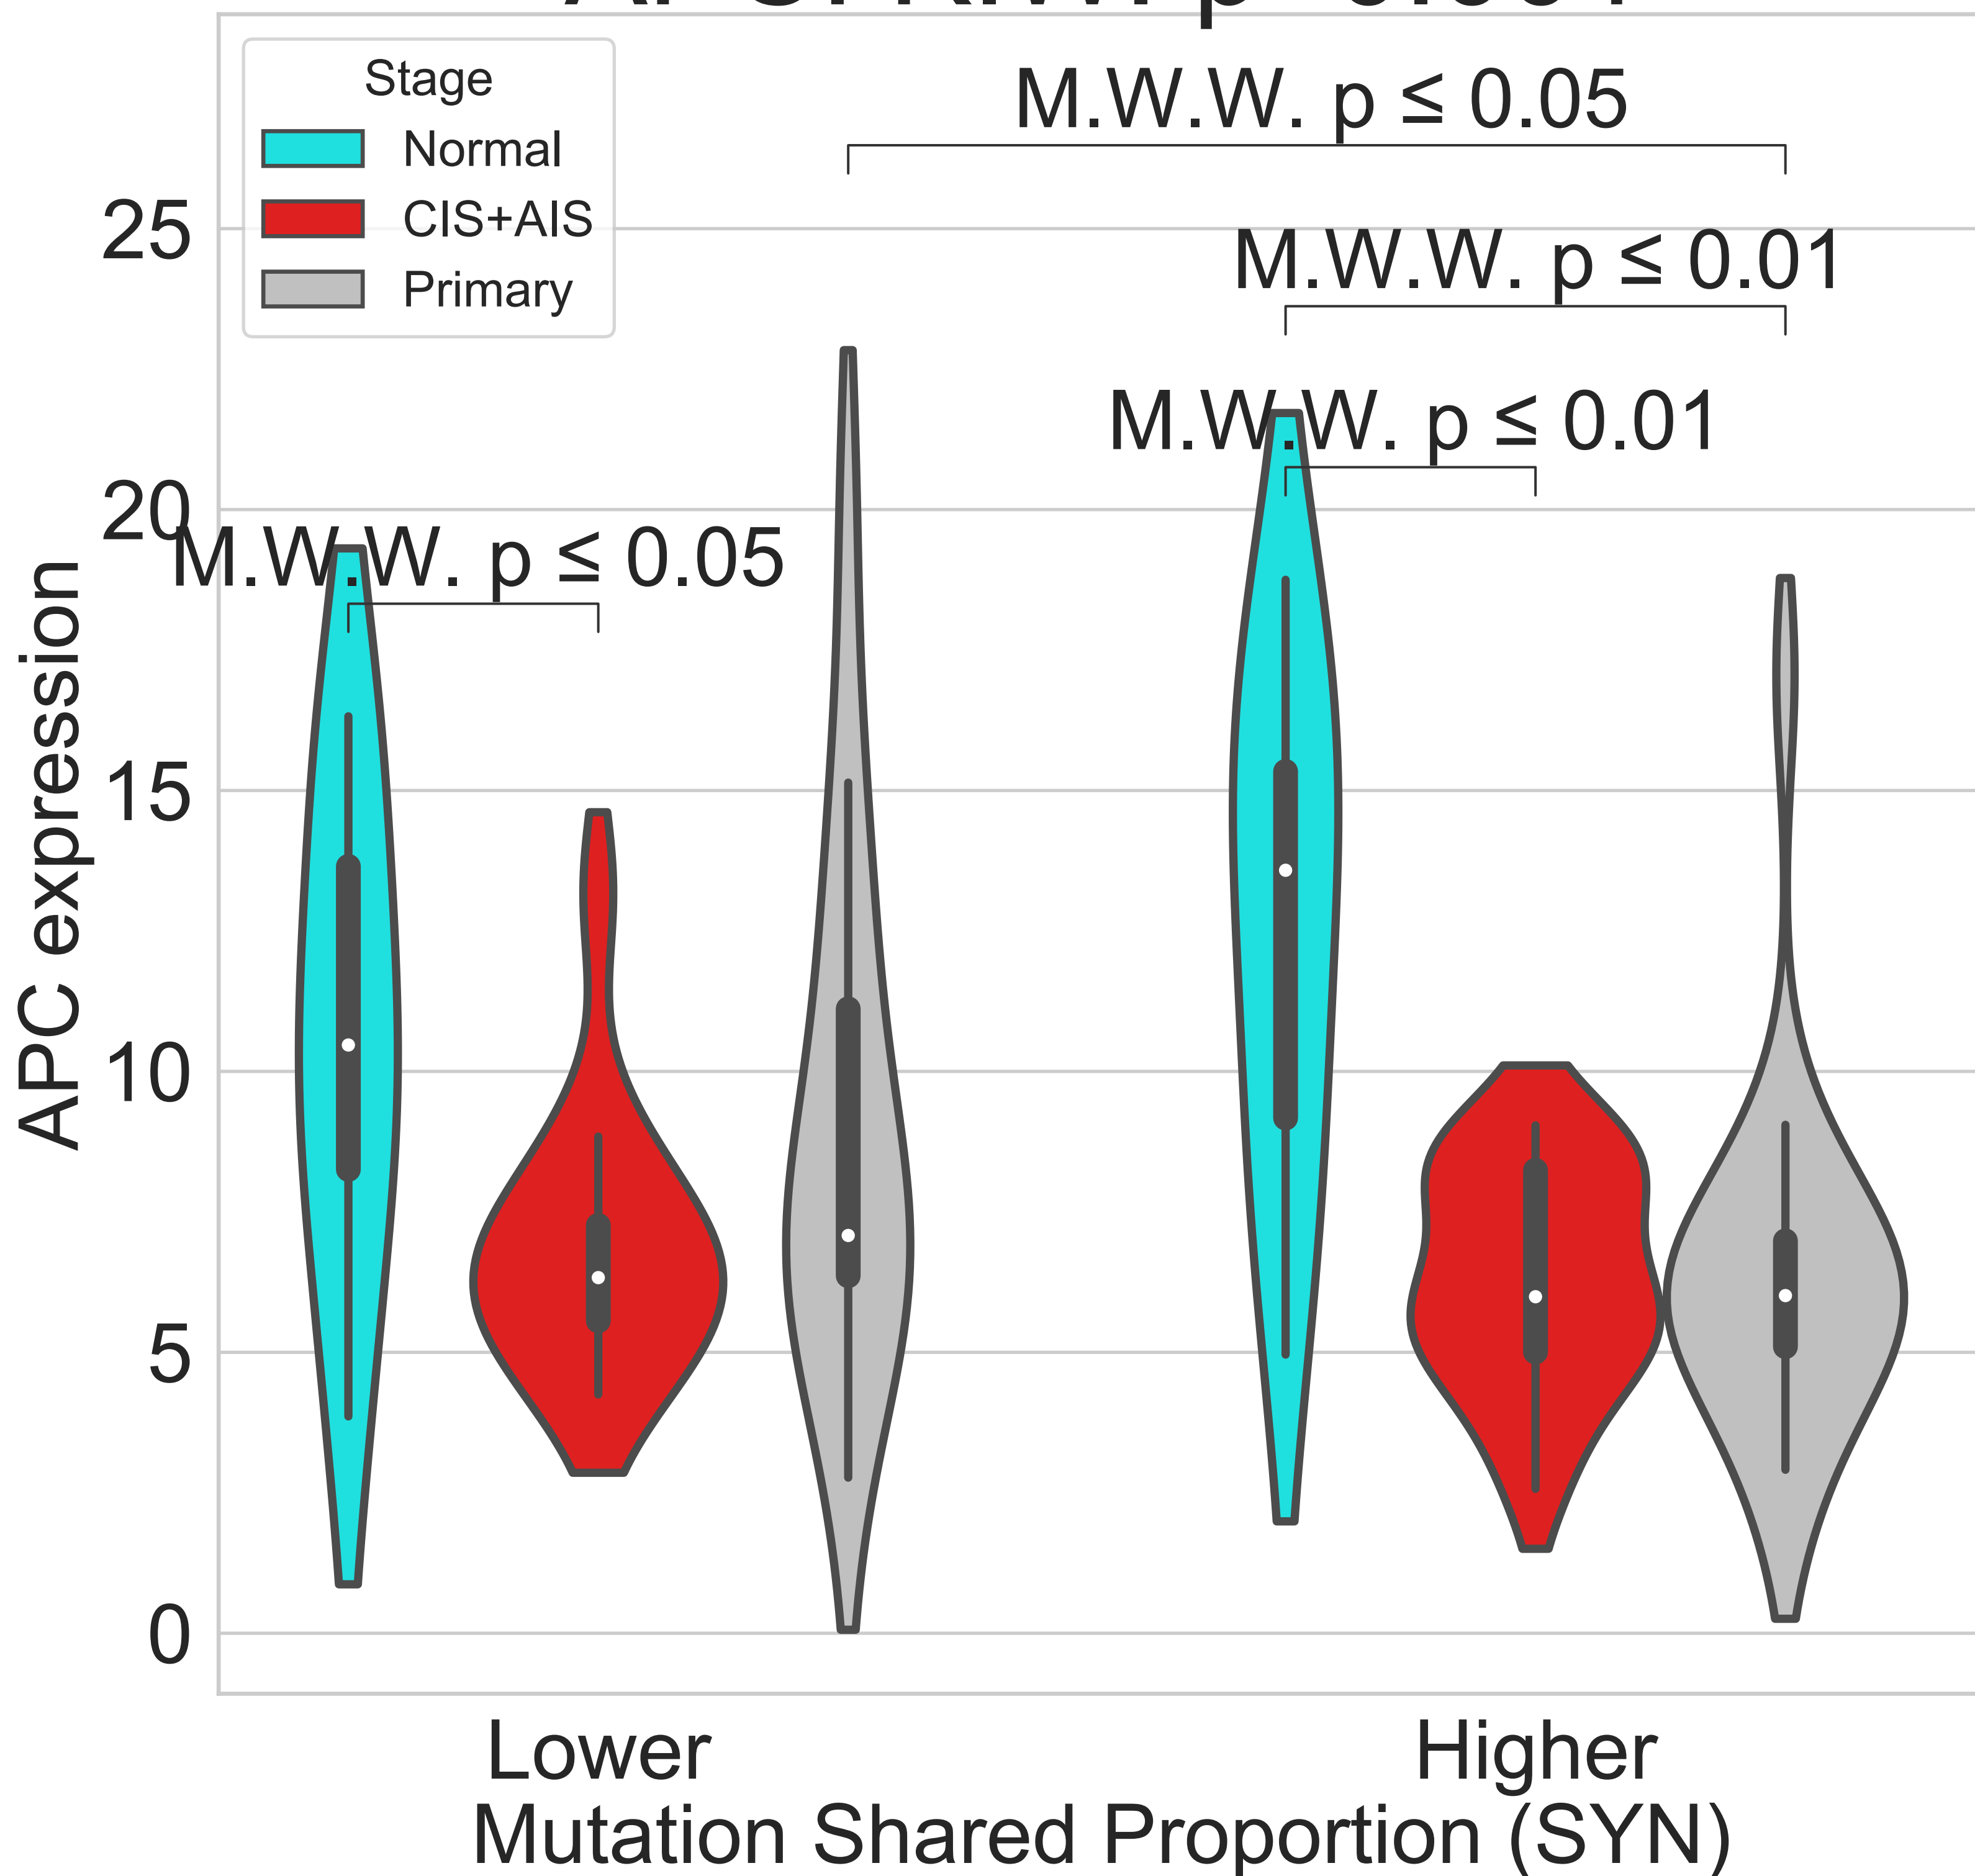 Stage
Normal
CIS+AIS
Primary
M.W.W. p ≤ 0.05
M.W.W. p ≤ 0.01
M.W.W. p ≤ 0.01
M.W.W. p ≤ 0.05
25
20
15
10
5
0
APC expression
Lower
Higher
Mutation Shared Proportion (SYN)